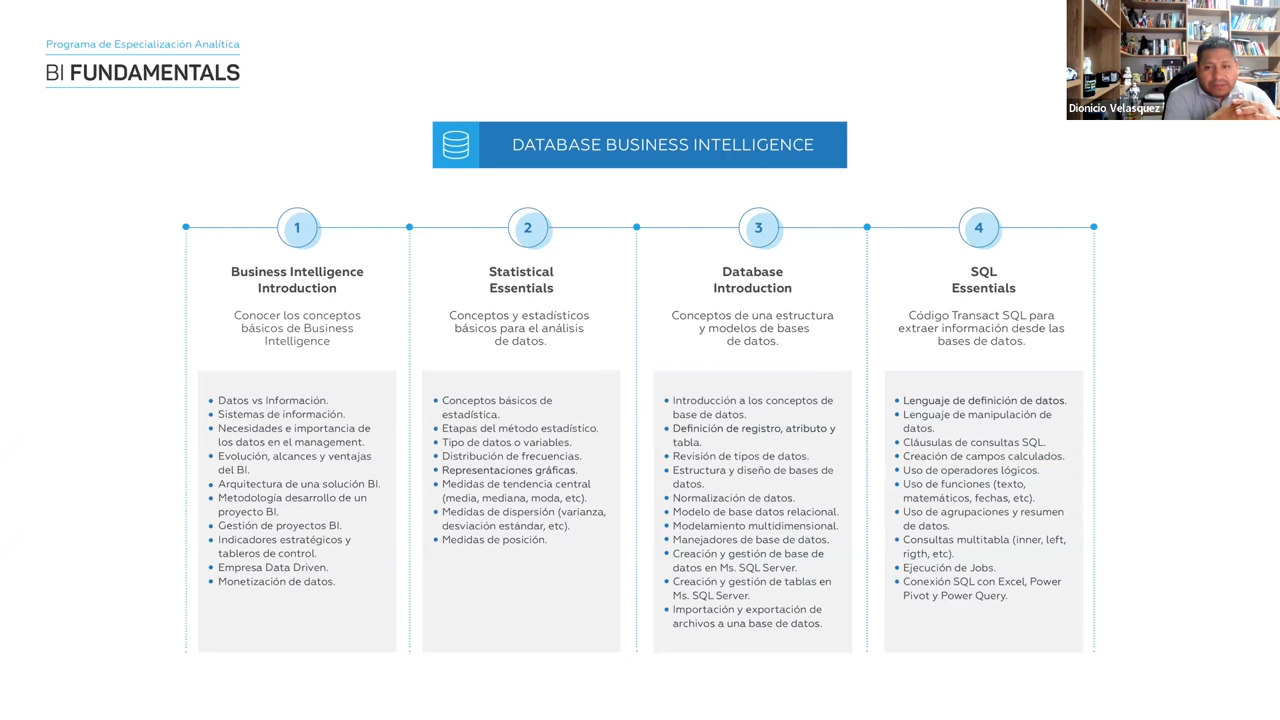 Programa de Especialización Analítica
BI FUNDAMENTALS
Dionicio Velasquez
DATABASE BUSINESS INTELLIGENCE
1
Business Intelligence
Introduction
Conocer los conceptos
básicos de Business
Intelligence
• Datos vs Información.
• Sistemas de información.
• Necesidades e importancia de
los datos en el management.
• Evolución, alcances y ventajas
del BI.
• Arquitectura de una solución BI.
• Metodología desarrollo de un
proyecto BI.
• Gestión de proyectos BI.
• Indicadores estratégicos y
tableros de control.
• Empresa Data Driven.
• Monetización de datos.
2
Statistical
Essentials
Conceptos y estadísticos
básicos para el análisis
de datos.
• Conceptos básicos de
estadística.
• Etapas del método estadístico.
• Tipo de datos o variables.
• Distribución de frecuencias.
• Representaciones gráficas.
• Medidas de tendencia central
(media, mediana, moda, etc).
• Medidas de dispersión (varianza,
desviación estándar, etc).
• Medidas de posición.
3
Database
Introduction
Conceptos de una estructura
y modelos de bases
de datos.
• Introducción a los conceptos de
base de datos.
• Definición de registro, atributo y
tabla.
• Revisión de tipos de datos.
• Estructura y diseño de bases de
datos.
• Normalización de datos.
• Modelo de base datos relacional.
• Modelamiento multidimensional.
• Manejadores de base de datos.
• Creación y gestión de base de
datos en Ms. SQL Server.
• Creación y gestión de tablas en
Ms. SQL Server.
• Importación y exportación de
archivos a una base de datos.
4
SQL
Essentials
Código Transact SQL para
extraer información desde las
bases de datos.
• Lenguaje de definición de datos.
• Lenguaje de manipulación de
datos.
• Cláusulas de consultas SQL.
• Creación de campos calculados.
• Uso de operadores lógicos.
• Uso de funciones (texto,
matemáticos, fechas, etc).
• Uso de agrupaciones y resumen
de datos.
• Consultas multitabla (inner, left,
rigth, etc).
• Ejecución de Jobs.
• Conexión SQL con Excel, Power
Pivot y Power Query.